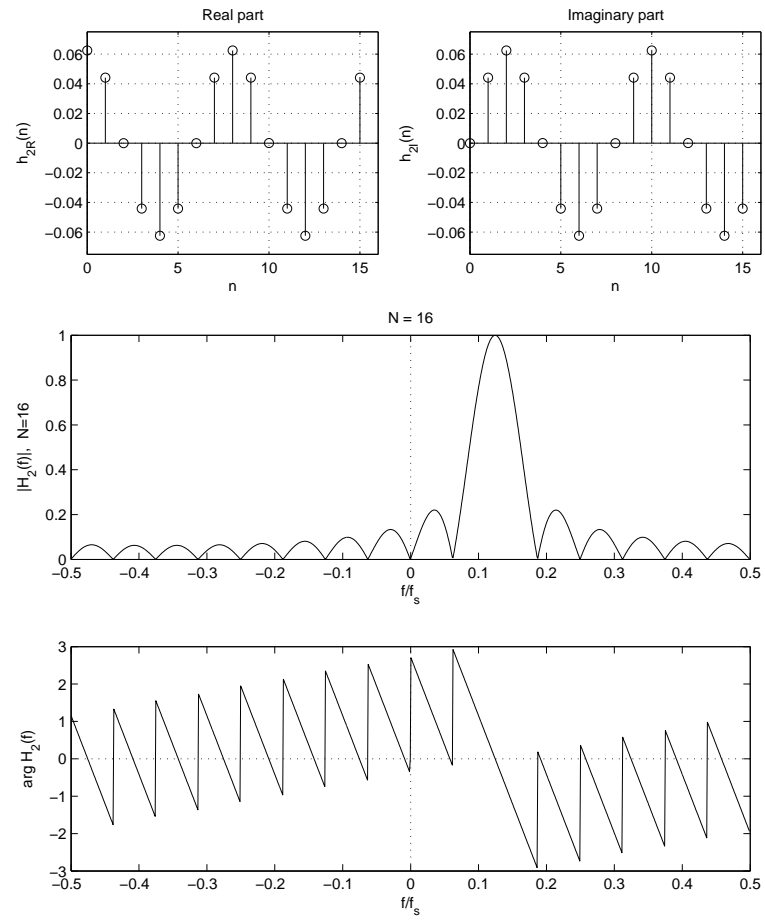 Real part
Imaginary part
0.06
0.04
0.02
0
−0.02
−0.04
−0.06
h2R(n)
0 5 10 15
n
0.06
0.04
0.02
0
−0.02
−0.04
−0.06
h2I(n)
0 5 10 15
n
N = 16
1
0.8
0.6
0.4
0.2
0
|H2(f)|, N=16
−0.5 −0.4 −0.3 −0.2 −0.1 0 0.1 0.2 0.3 0.4 0.5
f/fs
3
2
1
0
−1
−2
−3
arg H2(f)
−0.5 −0.4 −0.3 −0.2 −0.1 0 0.1 0.2 0.3 0.4 0.5
f/fs